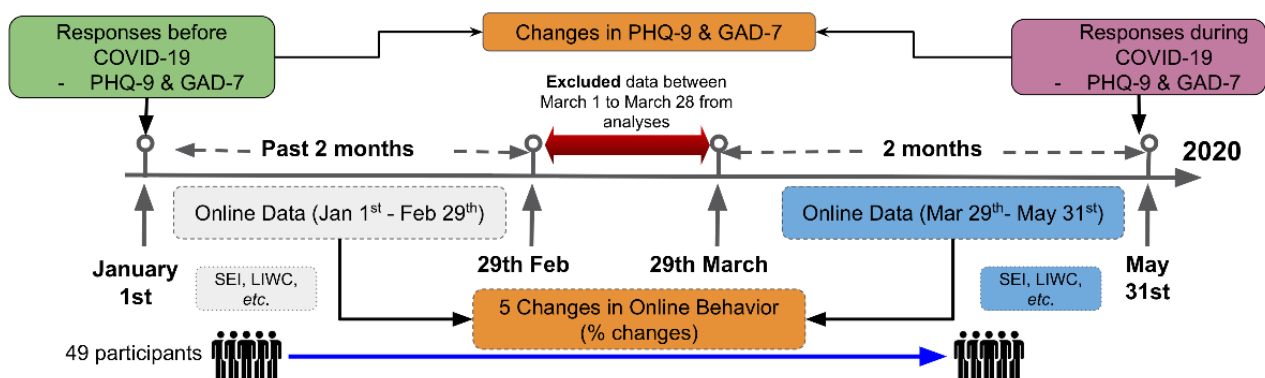 Responses before
COVID-19
- PHQ-9 & GAD-7
Changes in PHQ-9 & GAD-7
Responses during
COVID-19
- PHQ-9 & GAD-7
Excluded data between
March 1 to March 28 from
analyses
Past 2 months
2 months
2020
Online Data (Jan 1st - Feb 29th)
Online Data (Mar 29th- May 31st)
January
1st
29th Feb
29th March
May
31st
SEI, LIWC,
etc.
SEI, LIWC,
etc.
5 Changes in Online Behavior
(% changes)
49 participants